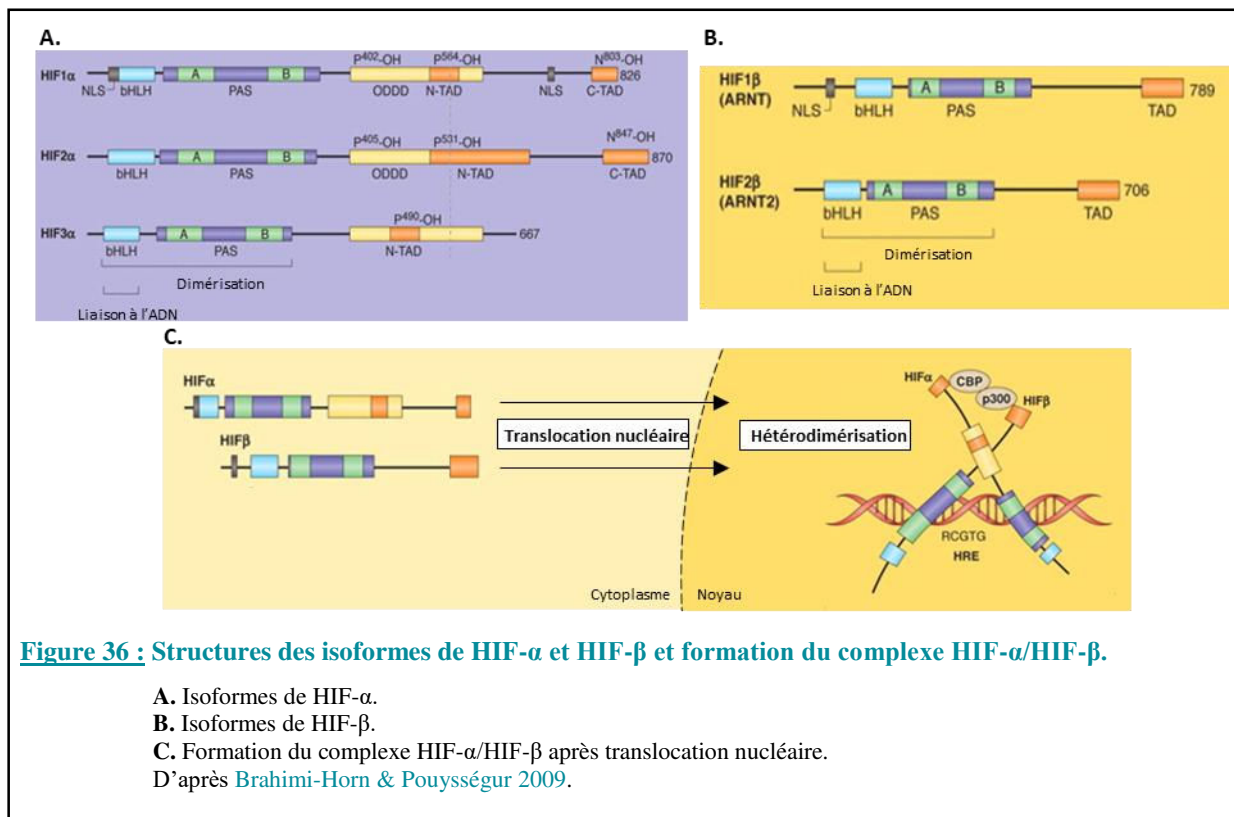 A.
P402-OH P564-OH N803-OH
HIF1α 826
NLS bHLH A PAS B ODDD N-TAD NLS C-TAD
P405-OH P531-OH N847-OH
HIF2α A B 870
bHLH PAS ODDD N-TAD C-TAD
P490-OH
HIF3α A B 667
bHLH PAS N-TAD
Dimérisation
Liaison à l'ADN
B.
HIF1β
(ARNT) A B 789
NLS bHLH PAS TAD
HIF2β
(ARNT2) A B 706
bHLH PAS TAD
Dimérisation
Liaison à l'ADN
C.
HIFα
HIFβ
Translocation nucléaire
Hétérodimérisation
HIFα CBP
p300 HIFβ
RCGTG
HRE
Cytoplasme Noyau
Figure 36 : Structures des isoformes de HIF-α et HIF-β et formation du complexe HIF-α/HIF-β.
A. Isoformes de HIF-α.
B. Isoformes de HIF-β.
C. Formation du complexe HIF-α/HIF-β après translocation nucléaire.
D'après Brahimi-Horn & Pouysségur 2009.